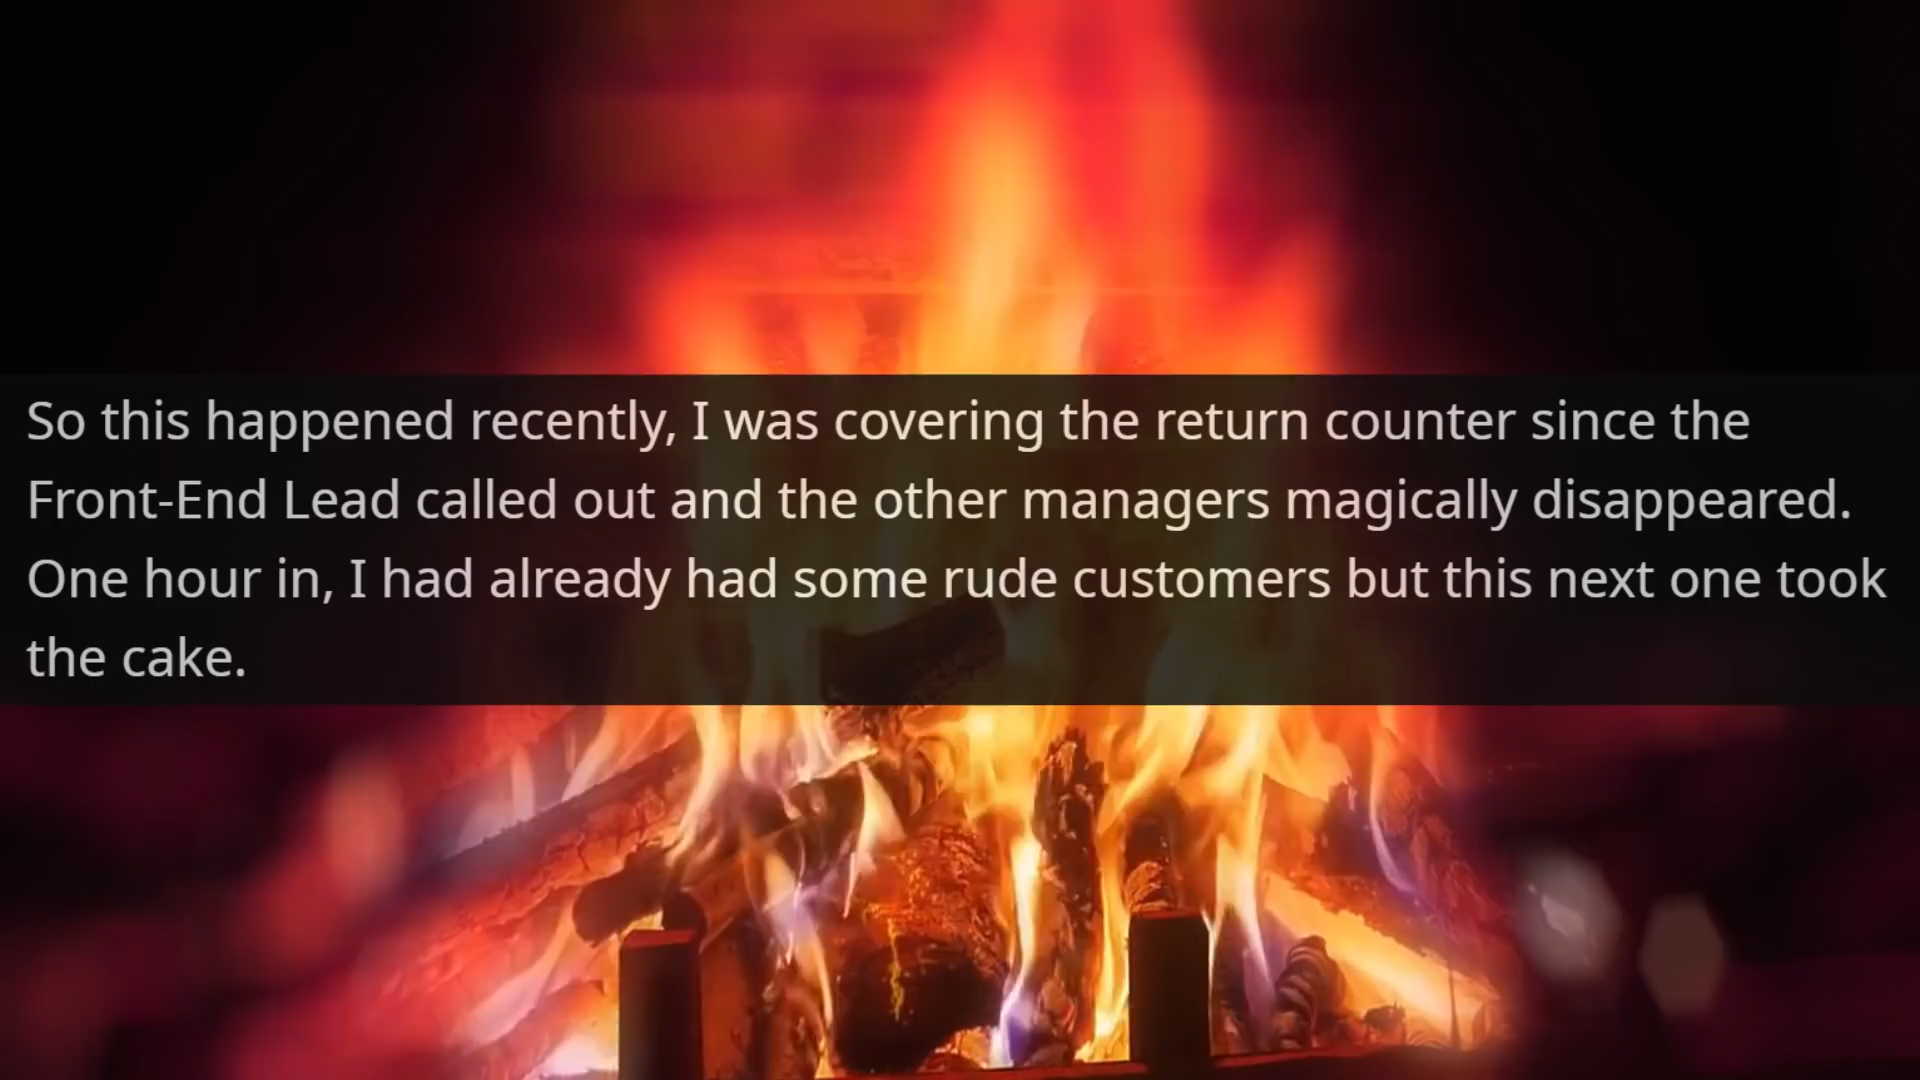 So this happened recently, I was covering the return counter since the
Front-End Lead called out and the other managers magically disappeared.
One hour in, I had already had some rude customers but this next one took
the cake.